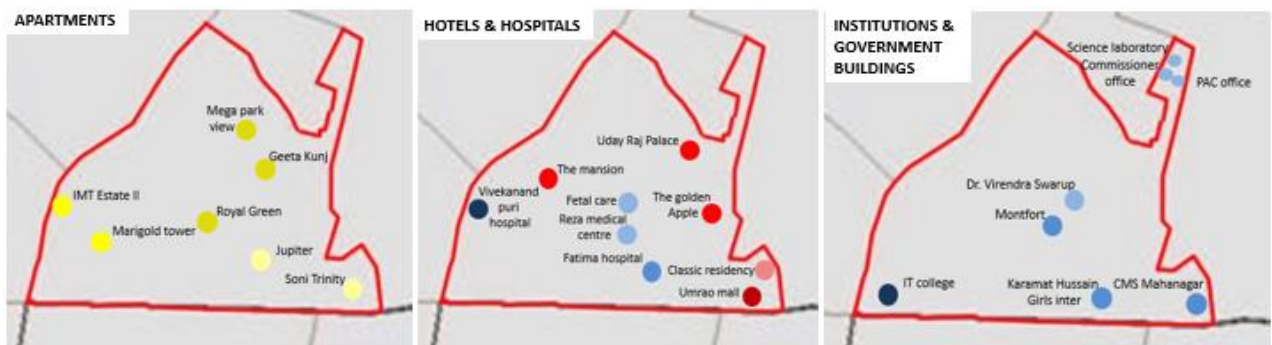 APARTMENTS
Mega park
view
Geeta Kunj
IMT Estate II
Royal Green
Marigold tower
Jupiter
Soni Trinity
HOTELS & HOSPITALS
Uday Raj Palace
The mansion
Vivekanand
puri
hospital
Fetal care
The golden
Apple
Reza medical
centre
Fatima hospital
Classic residency
Umrao mall
INSTITUTIONS &
GOVERNMENT
BUILDINGS
Science laboratory
Commissioner
office
PAC office
Dr. Virendra Swarup
Montfort
IT college
Karamat Hussain
Girls inter
CMS Mahanagar